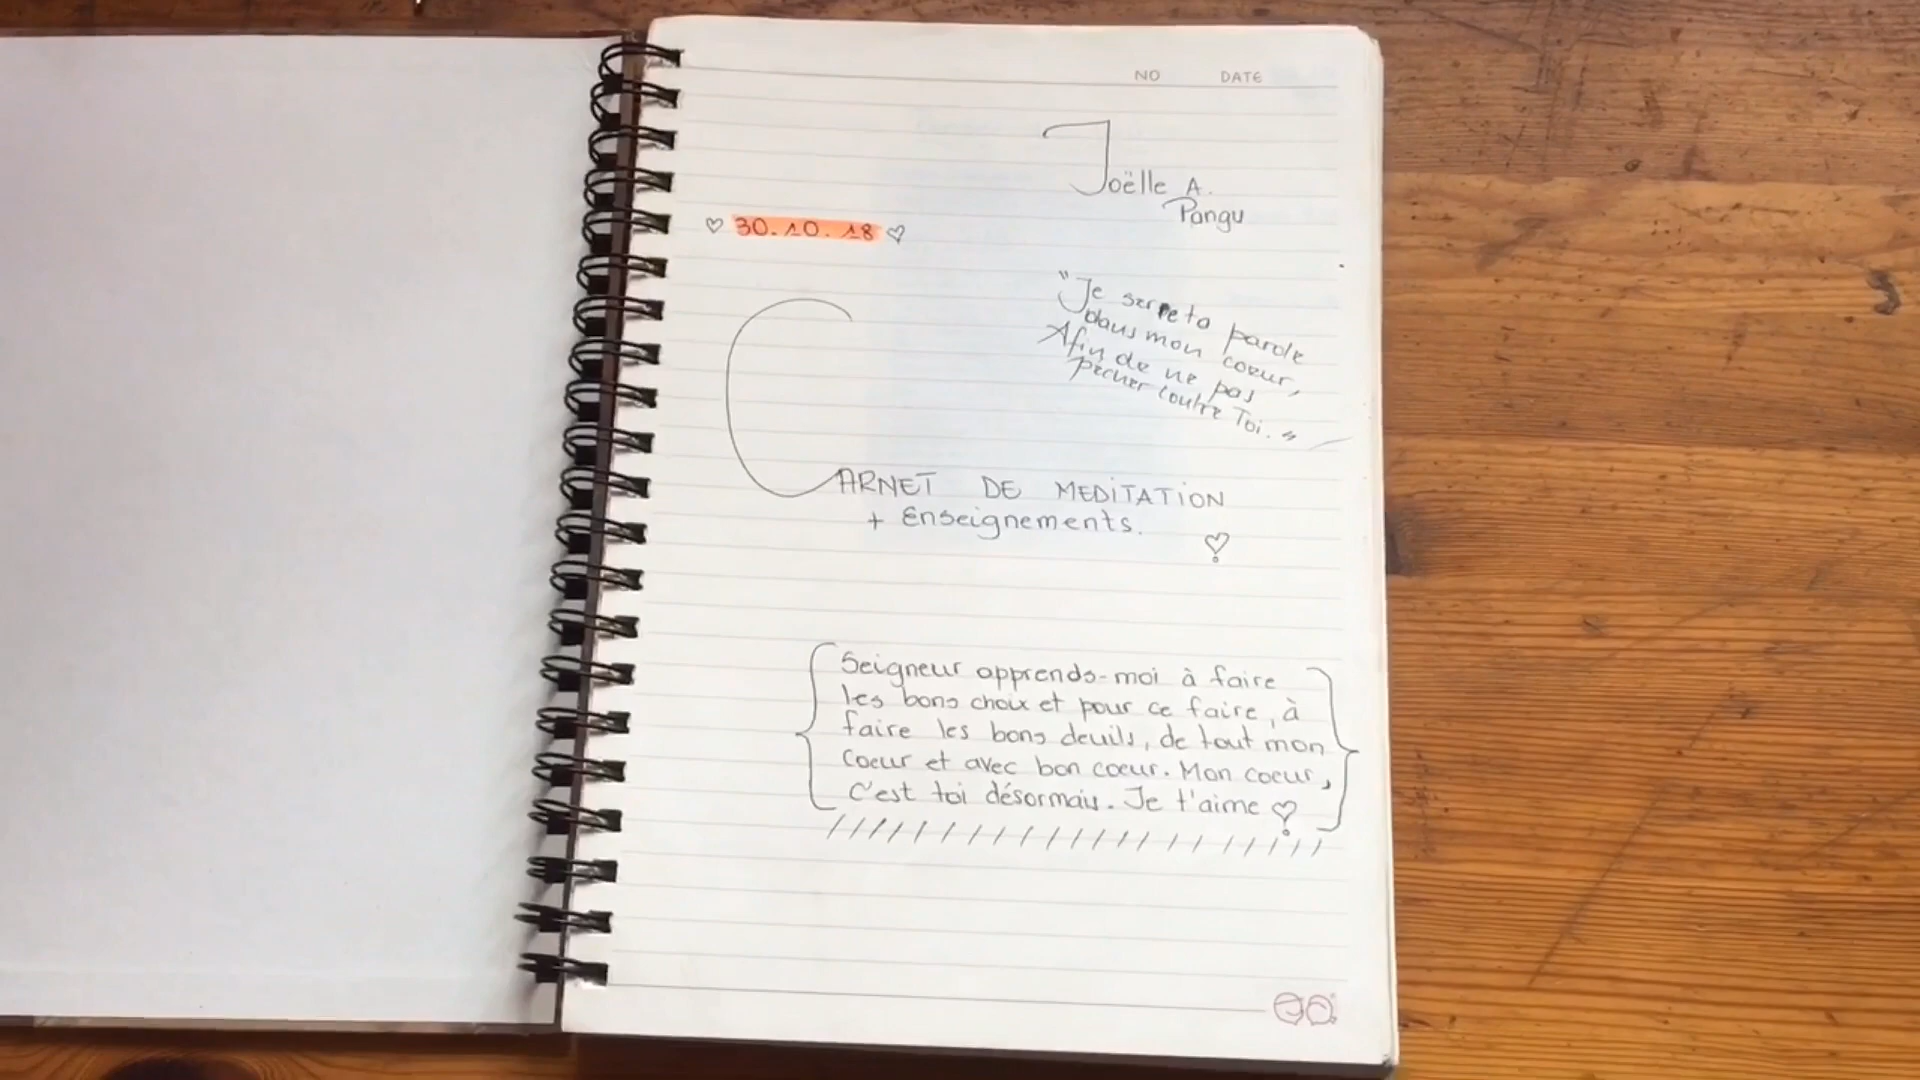 NO DATE
Joëlle A.
Pangu
30.10.18
"Je serre ta parole
dans mon coeur,
Afin de ne pas
pécher contre Toi."
CARNET DE MEDITATION
+ Enseignements.
Seigneur apprends-moi à faire
les bons choix et pour ce faire, à
faire les bons deuils, de tout mon
coeur et avec bon coeur. Mon coeur,
c'est toi désormais. Je t'aime